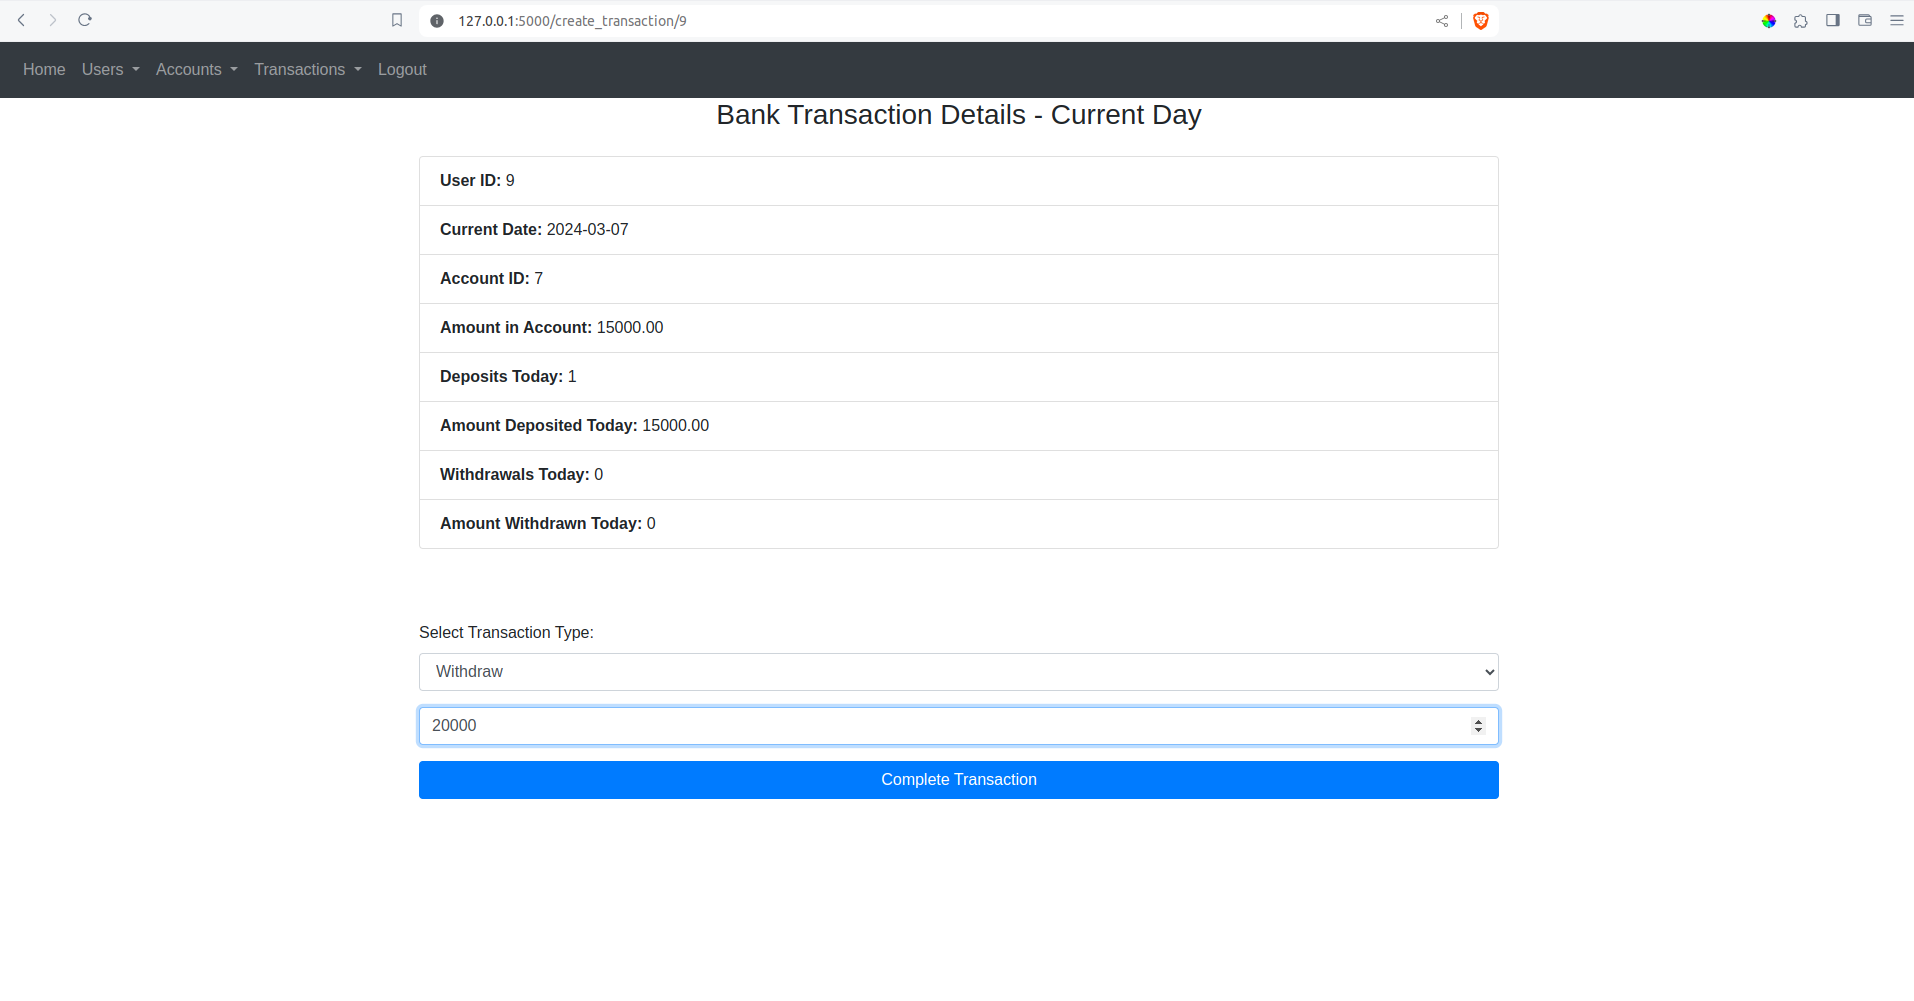 127.0.0.1:5000/create_transaction/9
Home Users Accounts Transactions Logout
Bank Transaction Details - Current Day
User ID: 9
Current Date: 2024-03-07
Account ID: 7
Amount in Account: 15000.00
Deposits Today: 1
Amount Deposited Today: 15000.00
Withdrawals Today: 0
Amount Withdrawn Today: 0
Select Transaction Type:
Withdraw
20000
Complete Transaction